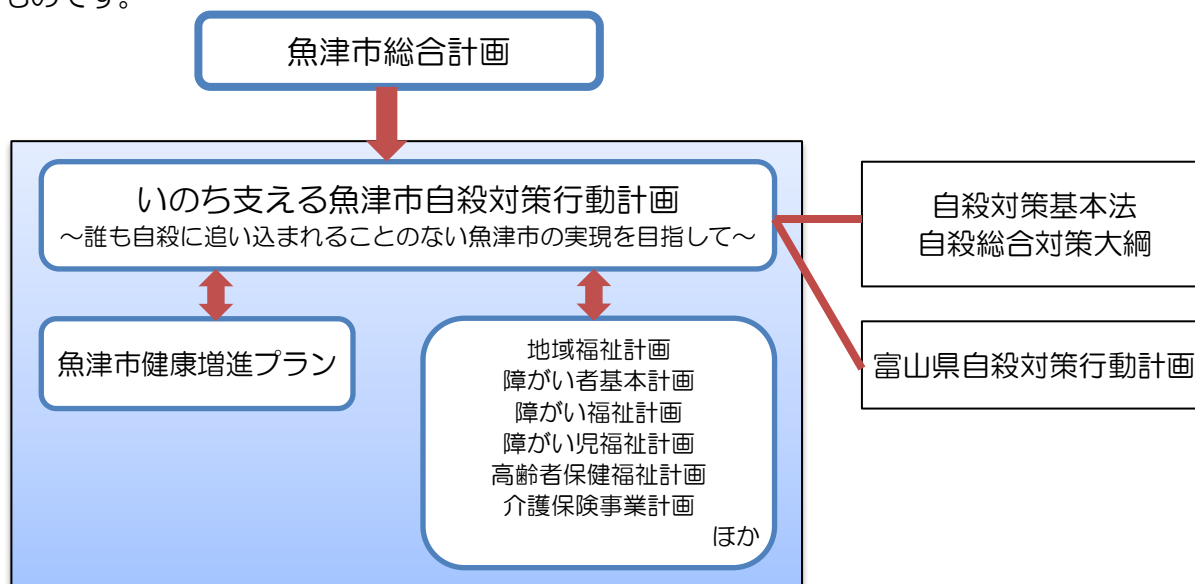 ものです。
魚津市総合計画
いのち支える魚津市自殺対策行動計画
～誰も自殺に追い込まれることのない魚津市の実現を目指して～
自殺対策基本法
自殺総合対策大綱
魚津市健康増進プラン
地域福祉計画
障がい者基本計画
障がい福祉計画
障がい児福祉計画
高齢者保健福祉計画
介護保険事業計画
ほか
富山県自殺対策行動計画